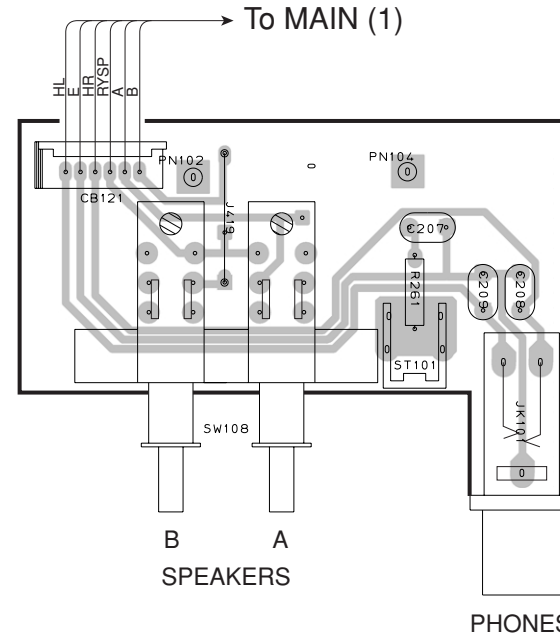 To MAIN (1)
HL
E
HR
RYSP
A
B
PN102
PN104
CB121
J419
C207
R261
C209
C208
ST101
JK101
SW108
B
A
SPEAKERS
PHONES